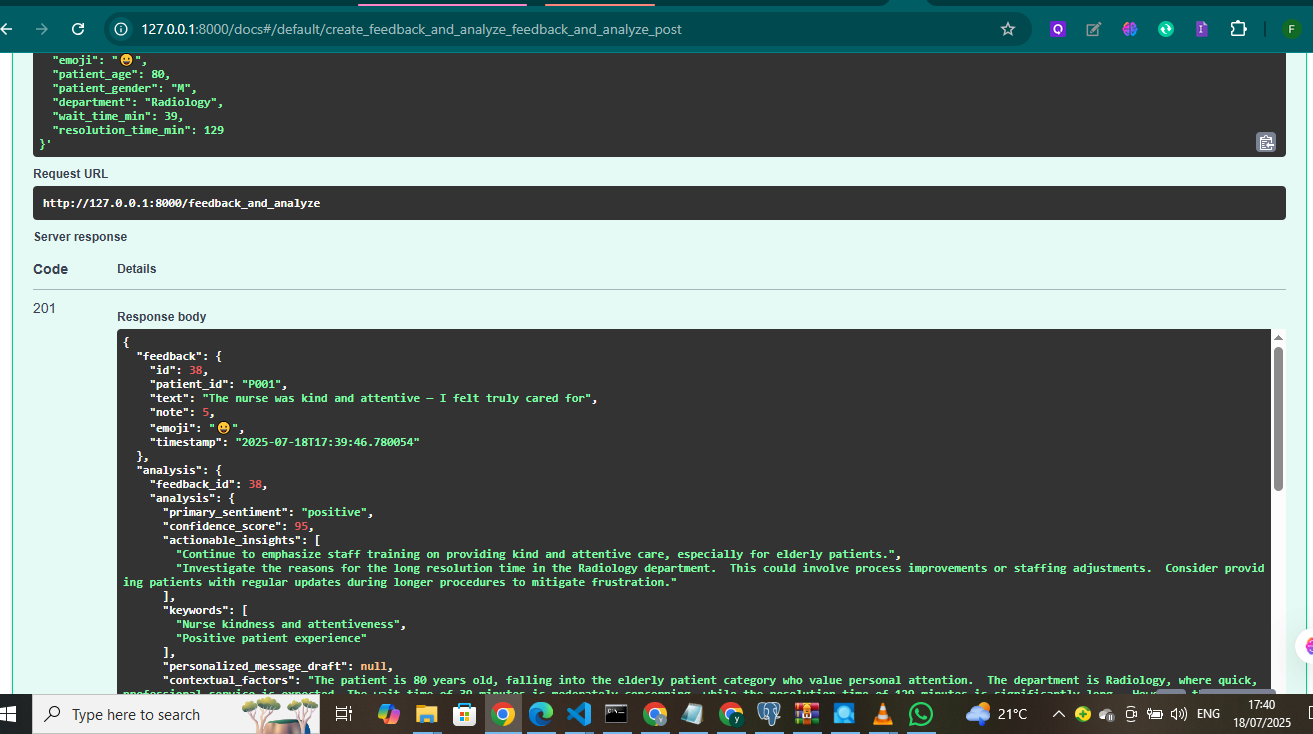 127.0.0.1:8000/docs#/default/create_feedback_and_analyze_feedback_and_analyze_post
Q
I
F
"emoji": "😀",
"patient_age": 80,
"patient_gender": "M",
"department": "Radiology",
"wait_time_min": 39,
"resolution_time_min": 129
}'
Request URL
http://127.0.0.1:8000/feedback_and_analyze
Server response
Code Details
201
Response body
{
"feedback": {
"id": 38,
"patient_id": "P001",
"text": "The nurse was kind and attentive – I felt truly cared for",
"note": 5,
"emoji": "😀",
"timestamp": "2025-07-18T17:39:46.780054"
},
"analysis": {
"feedback_id": 38,
"analysis": {
"primary_sentiment": "positive",
"confidence_score": 95,
"actionable_insights": [
"Continue to emphasize staff training on providing kind and attentive care, especially for elderly patients.",
"Investigate the reasons for the long resolution time in the Radiology department.  This could involve process improvements or staffing adjustments.  Consider provid
ing patients with regular updates during longer procedures to mitigate frustration."
],
"keywords": [
"Nurse kindness and attentiveness",
"Positive patient experience"
],
"personalized_message_draft": null,
"contextual_factors": "The patient is 80 years old, falling into the elderly patient category who value personal attention.  The department is Radiology, where quick,
professional service is expected. The wait time of 39 minutes is moderately concerning, while the resolution time of 129 minutes is significantly long.
Type here to search
21°C
ENG
17:40
18/07/2025